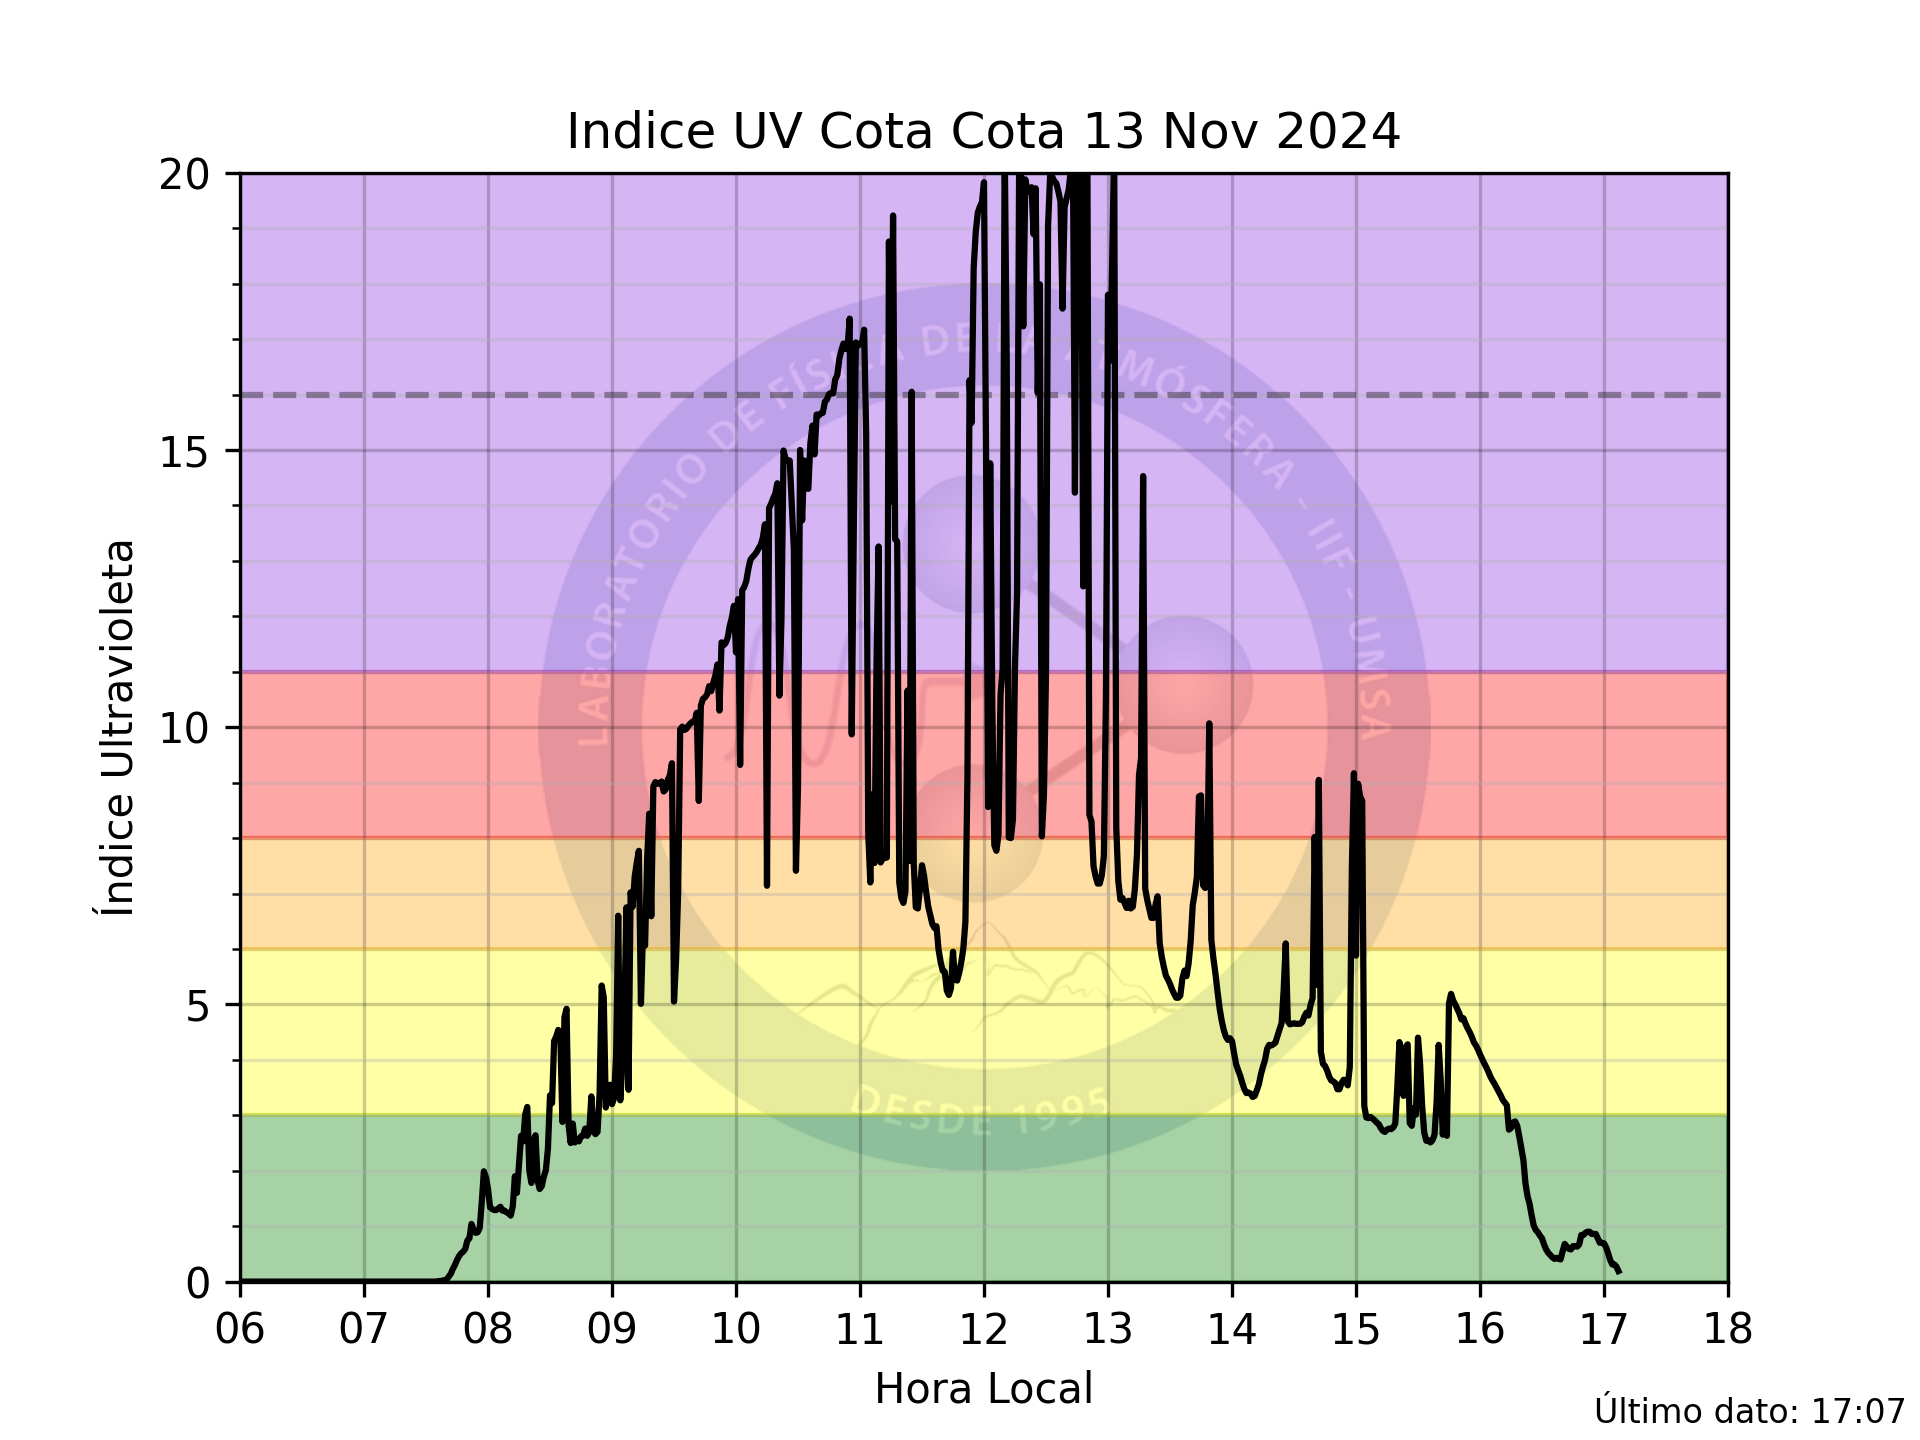 Indice UV Cota Cota 13 Nov 2024
20
15
10
5
0
Índice Ultravioleta
LABORATORIO DE FÍSICA DE LA ATMÓSFERA - IIF - UMSA
DESDE 1995
06 07 08 09 10 11 12 13 14 15 16 17 18
Hora Local
Último dato: 17:07